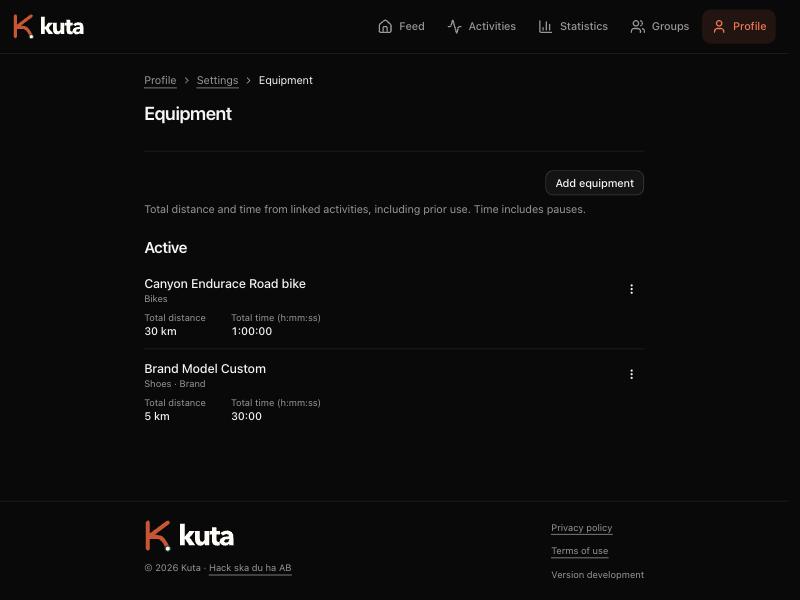 kuta
Feed
Activities
Statistics
Groups
Profile
Profile > Settings > Equipment
Equipment
Add equipment
Total distance and time from linked activities, including prior use. Time includes pauses.
Active
Canyon Endurace Road bike
Bikes
Total distance
Total time (h:mm:ss)
30 km
1:00:00
Brand Model Custom
Shoes · Brand
Total distance
Total time (h:mm:ss)
5 km
30:00
kuta
© 2026 Kuta · Hack ska du ha AB
Privacy policy
Terms of use
Version development